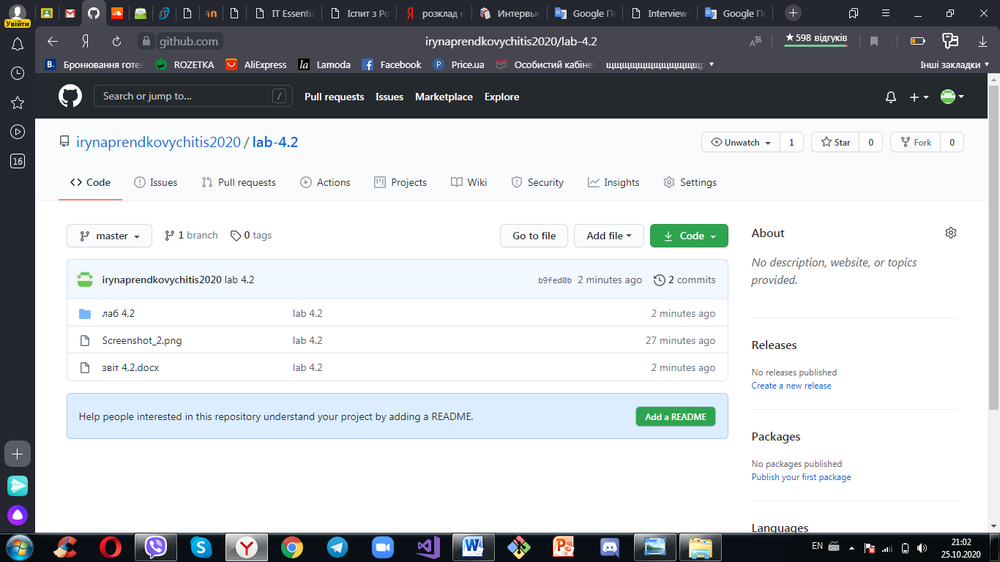 Увійти
IT Essentia
Іспит з Ро
розклад н
Интервьк
Google Пе
Interview
Google Пе
github.com
irynaprendkovychitis2020/lab-4.2
★ 598 відгуків
Бронювання готел
ROZETKA
AliExpress
Lamoda
Facebook
Price.ua
Особистий кабінет
Інші закладки
16
Search or jump to...
/
Pull requests
Issues
Marketplace
Explore
irynaprendkovychitis2020 / lab-4.2
Unwatch 1
Star 0
Fork 0
Code
Issues
Pull requests
Actions
Projects
Wiki
Security
Insights
Settings
master
1 branch
0 tags
Go to file
Add file
Code
irynaprendkovychitis2020 lab 4.2
b9fed0b 2 minutes ago
2 commits
лаб 4,2 lab 4.2 2 minutes ago
Screenshot_2.png lab 4.2 27 minutes ago
звіт 4,2.docx lab 4.2 2 minutes ago
Help people interested in this repository understand your project by adding a README.
Add a README
About
No description, website, or topics
provided.
Releases
No releases published
Create a new release
Packages
No packages published
Publish your first package
Languages
EN
21:02
25.10.2020